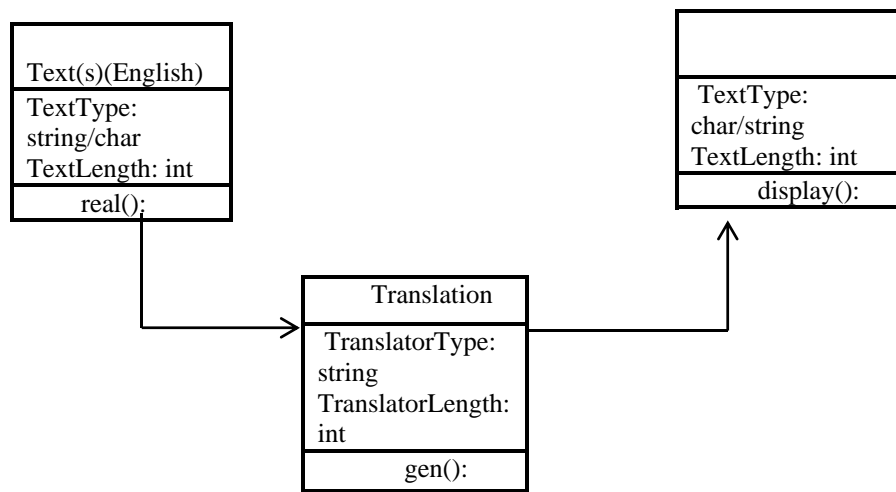 Text(s)(English)
TextType:
string/char
TextLength: int
real():
TextType:
char/string
TextLength: int
display():
Translation
TranslatorType:
string
TranslatorLength:
int
gen():